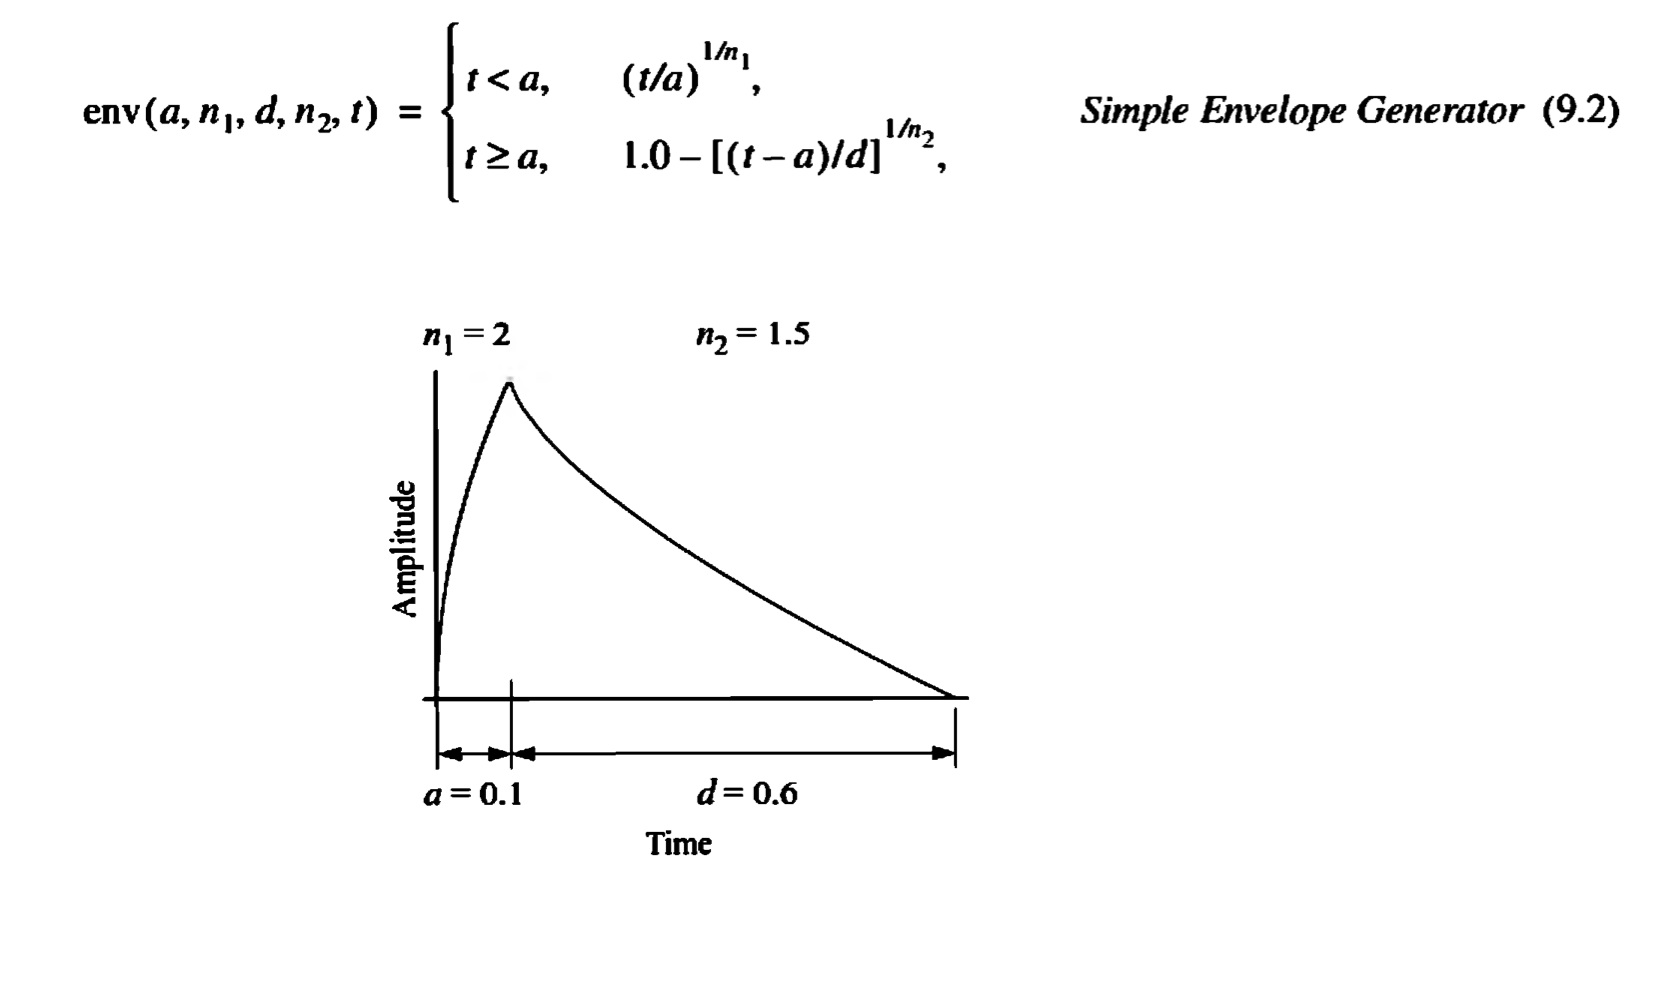 env(a, n₁, d, n₂, t) = { t < a, (t/a)^{1/n₁},
t ≥ a, 1.0 – [(t – a)/d]^{1/n₂},
Simple Envelope Generator (9.2)
n₁ = 2 n₂ = 1.5
Amplitude
a = 0.1 d = 0.6
Time